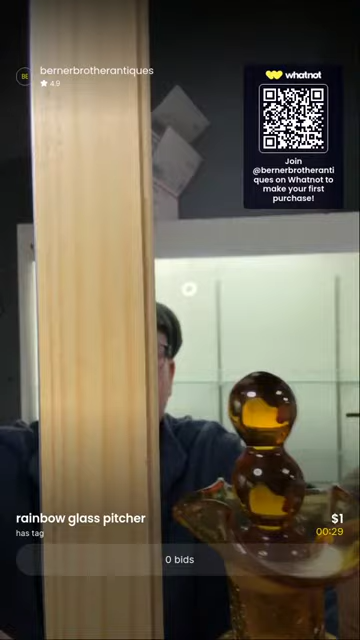 BE
bernerbrotherantiques
★ 4.9
whatnot
Join
@bernerbrotheranti
ques on Whatnot to
make your first
purchase!
rainbow glass pitcher
$1
has tag
00:29
0 bids